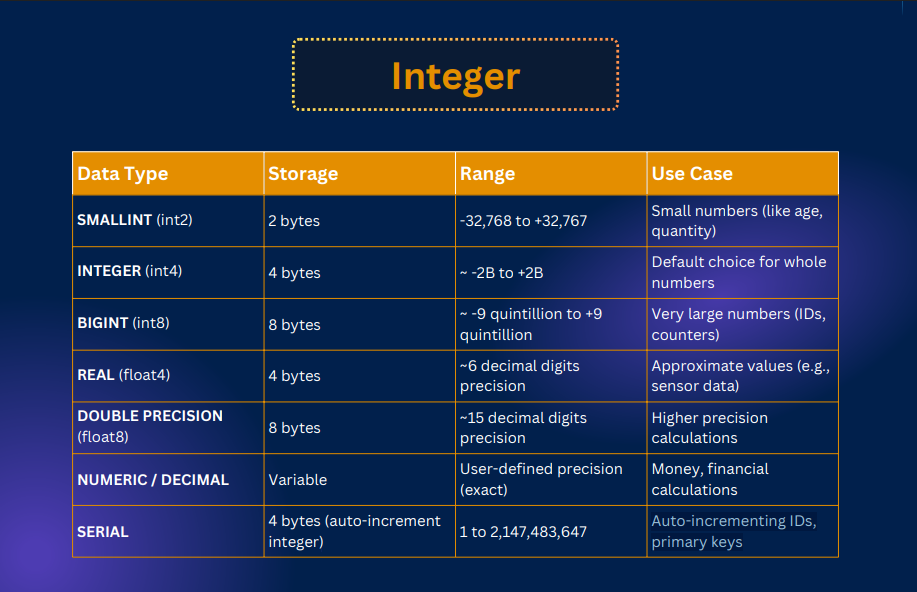 Integer
Data Type Storage Range Use Case
SMALLINT (int2) 2 bytes -32,768 to +32,767 Small numbers (like age,
quantity)
INTEGER (int4) 4 bytes ~ -2B to +2B Default choice for whole
numbers
BIGINT (int8) 8 bytes ~ -9 quintillion to +9
quintillion
Very large numbers (IDs,
counters)
REAL (float4) 4 bytes ~6 decimal digits
precision
Approximate values (e.g.,
sensor data)
DOUBLE PRECISION
(float8)
8 bytes
~15 decimal digits
precision
Higher precision
calculations
NUMERIC / DECIMAL Variable User-defined precision
(exact)
Money, financial
calculations
SERIAL
4 bytes (auto-increment
integer)
1 to 2,147,483,647
Auto-incrementing IDs,
primary keys